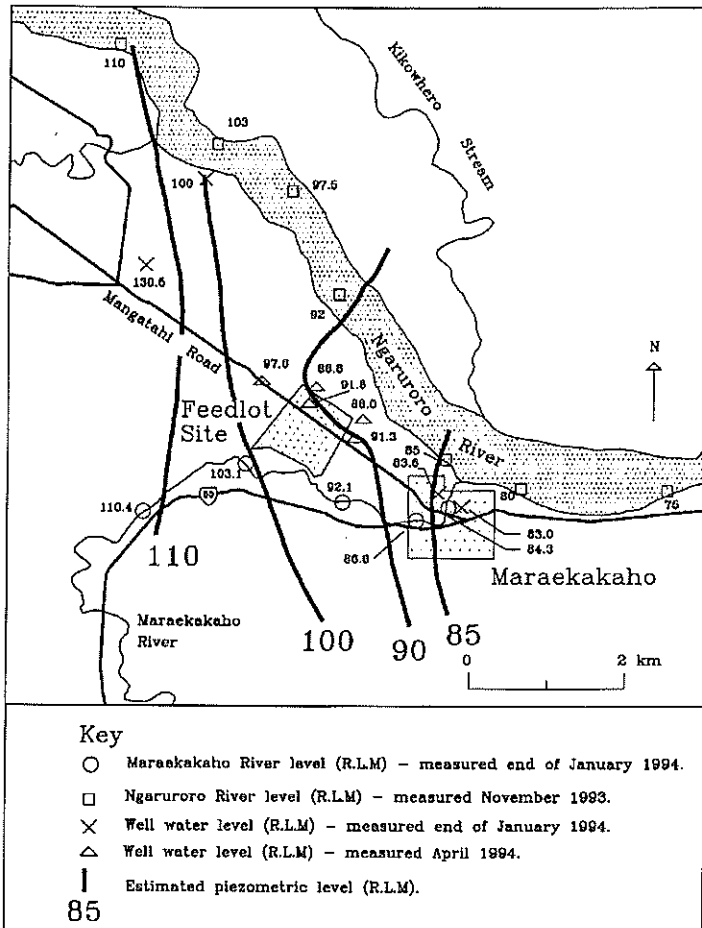 110
Kikowhero
Stream
103
100
97.5
130.6
92
Mangatahi Road
Ngaruroro
River
N
97.0
88.8
91.8
88.0
91.3
Feedlot
Site
103.1
85
83.6
110.4
50
92.1
80
76
86.8
83.0
84.3
110
Maraekakaho
Maraekakaho
River
100
90
85
0
2 km
Key
Maraekakaho River level (R.L.M) – measured end of January 1994.
Ngaruroro River level (R.L.M) – measured November 1993.
Well water level (R.L.M) – measured end of January 1994.
Well water level (R.L.M) – measured April 1994.
Estimated piezometric level (R.L.M).
85